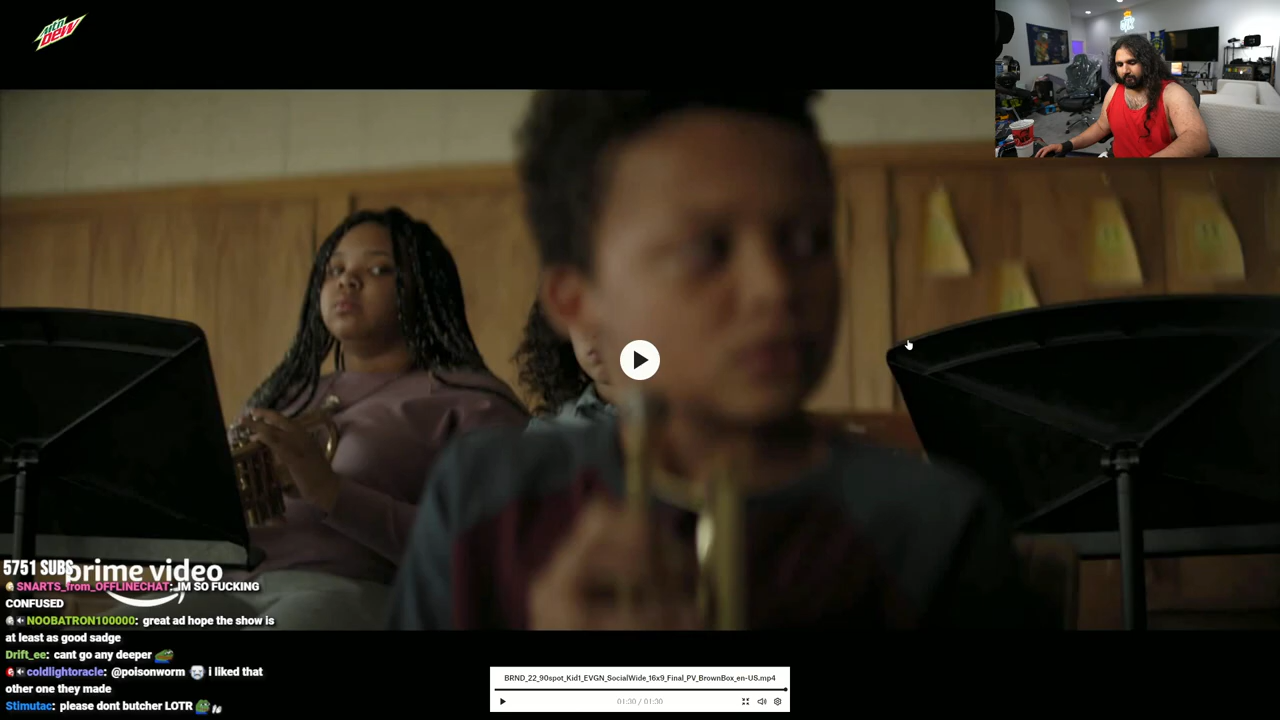 mtn
DEW
5751 SUBS
prime video
SNARTS_from_OFFLINECHAT: IM SO FUCKING
CONFUSED
NOOBATRON100000: great ad hope the show is
at least as good sadge
Drift_ee: cant go any deeper
coldlightoracle: @poisonworm i liked that
other one they made
Stimutac: please dont butcher LOTR
BRND_22_90spot_Kid1_EVGN_SocialWide_16x9_Final_PV_BrownBox_en-US.mp4
01:30 / 01:30